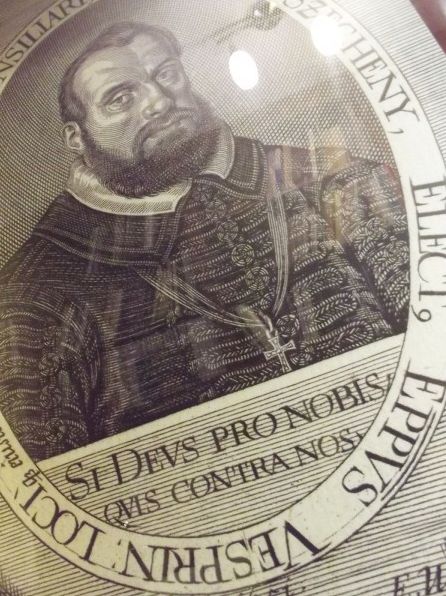 NSILIARI
SZECHENY, ELECT, EPPVS VESPRIN. LOCI q
SI DEVS PRO NOBIS
QVIS CONTRA NOS